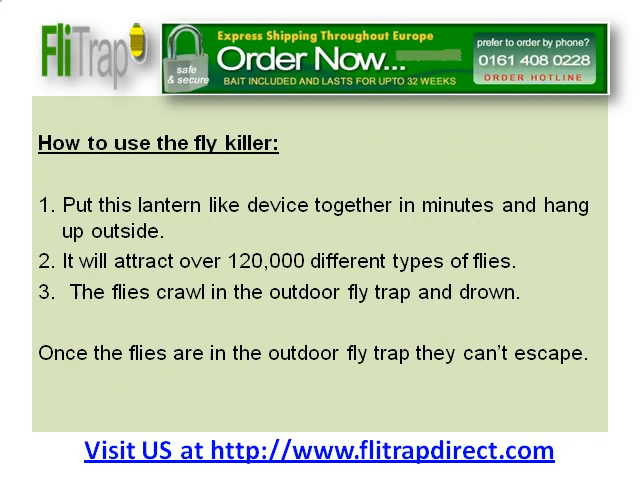 FliTrap
safe
& secure
Express Shipping Throughout Europe
Order Now...
BAIT INCLUDED AND LASTS FOR UPTO 32 WEEKS
prefer to order by phone?
0161 408 0228
ORDER HOTLINE
How to use the fly killer:
1. Put this lantern like device together in minutes and hang
up outside.
2. It will attract over 120,000 different types of flies.
3. The flies crawl in the outdoor fly trap and drown.
Once the flies are in the outdoor fly trap they can't escape.
Visit US at http://www.flitrapdirect.com